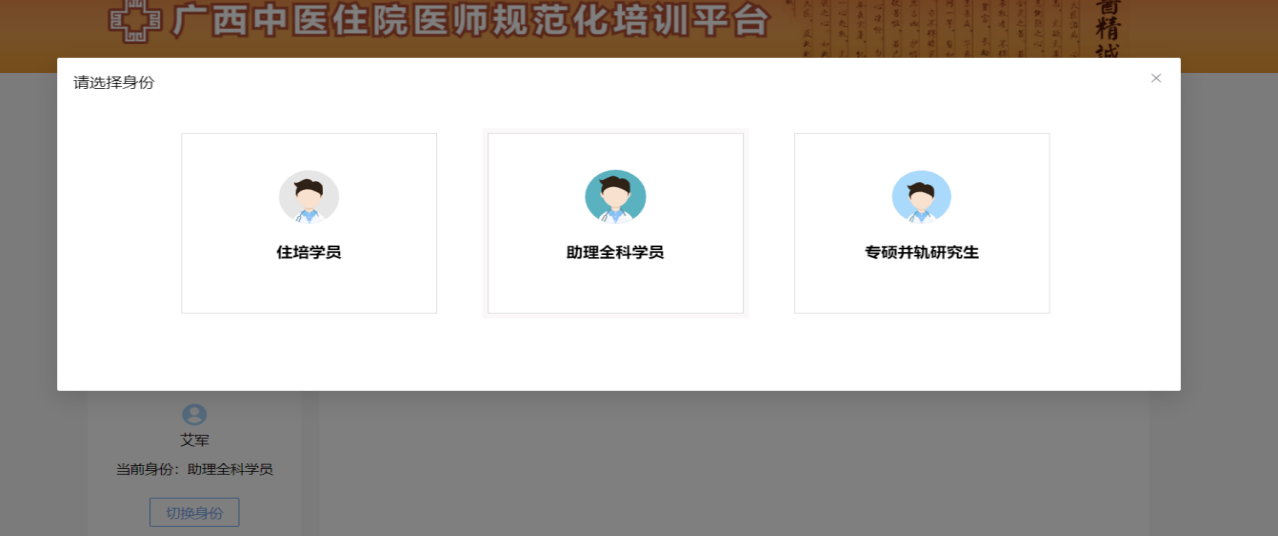 广西中医住院医师规范化培训平台
精诚
请选择身份
住培学员
助理全科学员
专硕并轨研究生
艾军
当前身份：助理全科学员
切换身份